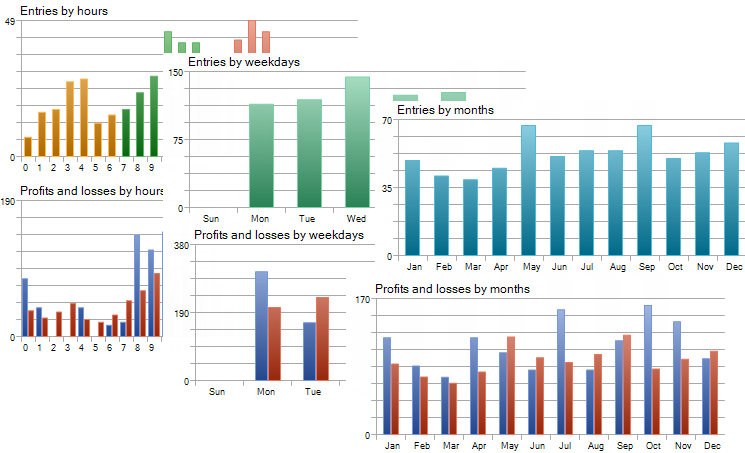 Entries by hours
49
0
0 1 2 3 4 5 6 7 8 9
Profits and losses by hours
190
0
0 1 2 3 4 5 6 7 8 9
Entries by weekdays
150
75
0
Sun Mon Tue Wed
Profits and losses by weekdays
380
190
0
Sun Mon Tue
Entries by months
70
35
0
Jan Feb Mar Apr May Jun Jul Aug Sep Oct Nov Dec
Profits and losses by months
170
0
Jan Feb Mar Apr May Jun Jul Aug Sep Oct Nov Dec